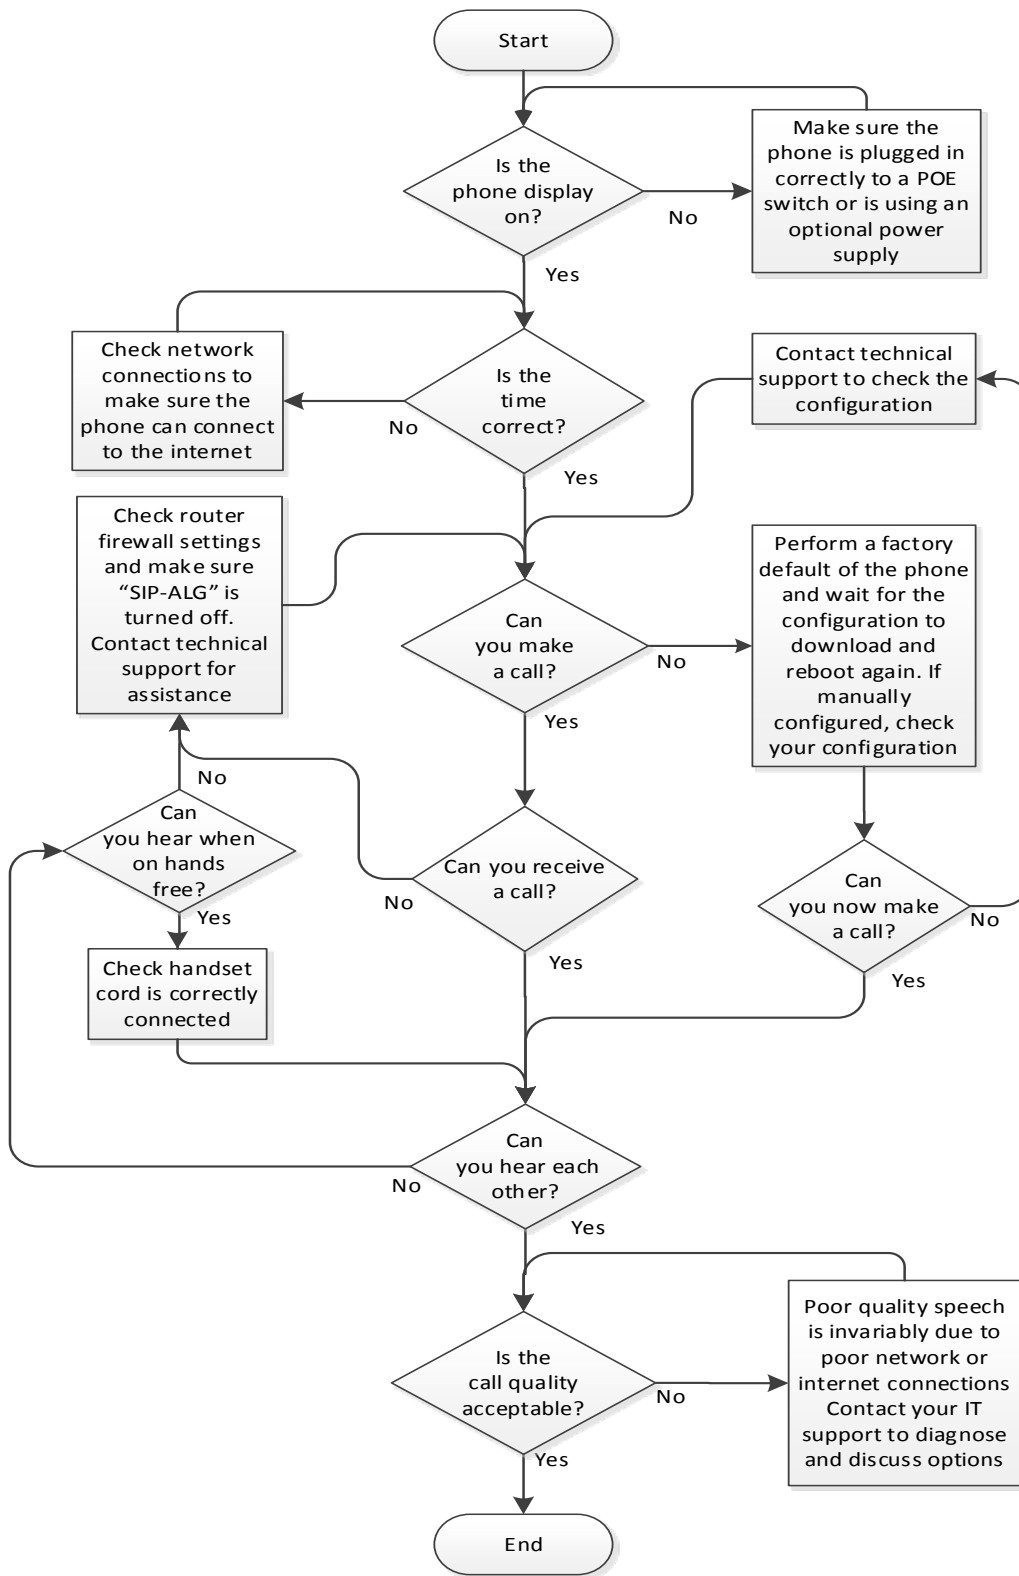 Start
Is the
phone display
on?
No
Yes
Make sure the
phone is plugged in
correctly to a POE
switch or is using an
optional power
supply
Check network
connections to
make sure the
phone can connect
to the internet
Is the
time
correct?
No
Yes
Contact technical
support to check the
configuration
Check router
firewall settings
and make sure
“SIP-ALG” is
turned off.
Contact technical
support for
assistance
Can
you make
a call?
No
Yes
Perform a factory
default of the phone
and wait for the
configuration to
download and
reboot again. If
manually
configured, check
your configuration
No
Can
you hear when
on hands
free?
Yes
Can you receive
a call?
No
Yes
Can
you now make
a call?
No
Yes
Check handset
cord is correctly
connected
Can
you hear each
other?
No
Yes
Is the
call quality
acceptable?
No
Yes
Poor quality speech
is invariably due to
poor network or
internet connections
Contact your IT
support to diagnose
and discuss options
End